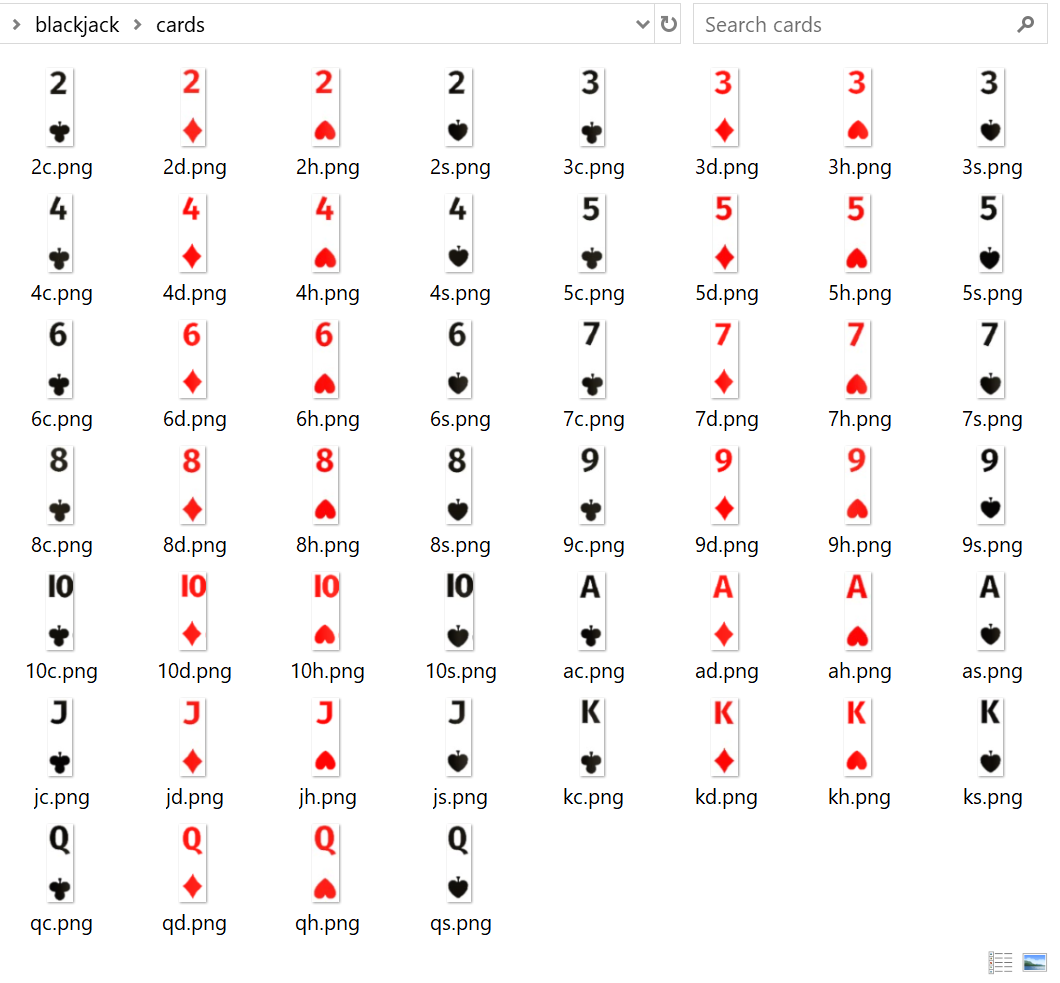 blackjack > cards
Search cards
2 2 2 2 3 3 3 3
2c.png 2d.png 2h.png 2s.png 3c.png 3d.png 3h.png 3s.png
4 4 4 4 5 5 5 5
4c.png 4d.png 4h.png 4s.png 5c.png 5d.png 5h.png 5s.png
6 6 6 6 7 7 7 7
6c.png 6d.png 6h.png 6s.png 7c.png 7d.png 7h.png 7s.png
8 8 8 8 9 9 9 9
8c.png 8d.png 8h.png 8s.png 9c.png 9d.png 9h.png 9s.png
10 10 10 10 A A A A
10c.png 10d.png 10h.png 10s.png ac.png ad.png ah.png as.png
J J J J K K K K
jc.png jd.png jh.png js.png kc.png kd.png kh.png ks.png
Q Q Q Q
qc.png qd.png qh.png qs.png